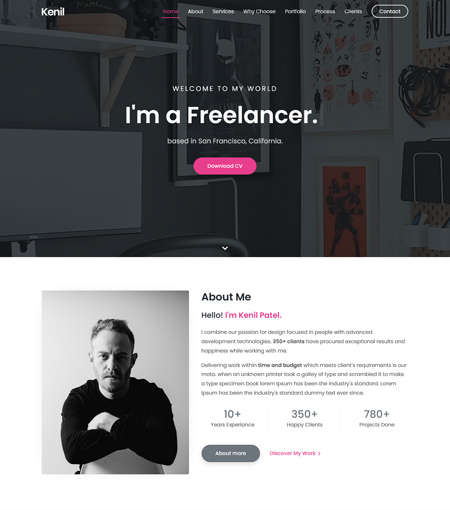 Kenil
Home About Services Why Choose Portfolio Process Clients Contact
WELCOME TO MY WORLD
I'm a Freelancer.
based in San Francisco, California.
Download CV
About Me
Hello! I'm Kenil Patel.
I combine our passion for design focused in people with advanced
development technologies. 350+ clients have procured exceptional results and
happiness while working with me.
Delivering work within time and budget which meets client's requirements is our
moto. when an unknown printer took a galley of type and scrambled it to make
a type specimen book lorem Ipsum has been the industry's standard. Lorem
Ipsum has been the industry's standard dummy text ever since.
10+ 350+ 780+
Years Experiance Happy Clients Projects Done
About more Discover My Work >